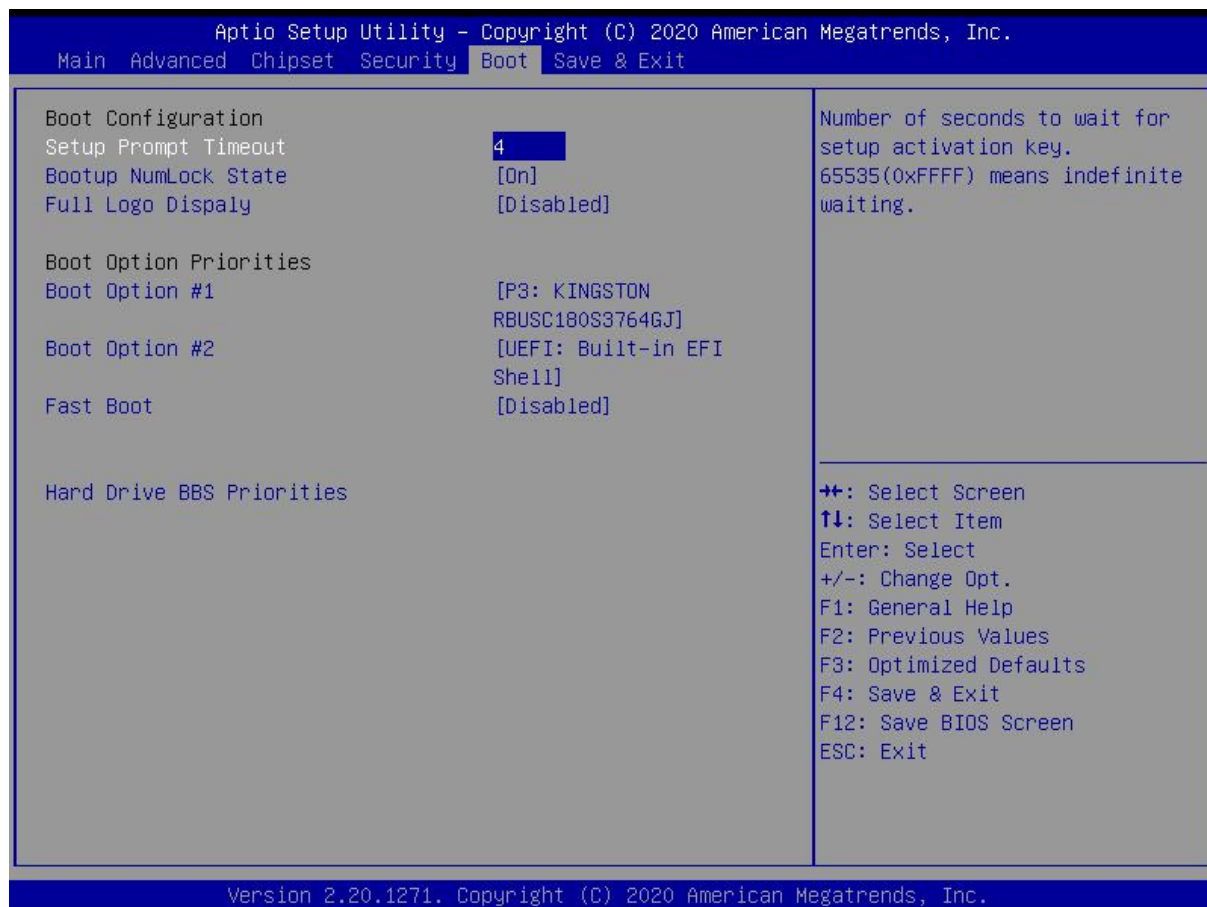 Aptio Setup Utility – Copyright (C) 2020 American Megatrends, Inc.
Main Advanced Chipset Security Boot Save & Exit
Boot Configuration
Setup Prompt Timeout 4
Bootup NumLock State [On]
Full Logo Dispaly [Disabled]
Boot Option Priorities
Boot Option #1 [P3: KINGSTON
RBUSC180S3764GJ]
Boot Option #2 [UEFI: Built-in EFI
Shell]
Fast Boot [Disabled]
Hard Drive BBS Priorities
Number of seconds to wait for
setup activation key.
65535(0xFFFF) means indefinite
waiting.
→←: Select Screen
↑↓: Select Item
Enter: Select
+/-: Change Opt.
F1: General Help
F2: Previous Values
F3: Optimized Defaults
F4: Save & Exit
F12: Save BIOS Screen
ESC: Exit
Version 2.20.1271. Copyright (C) 2020 American Megatrends, Inc.